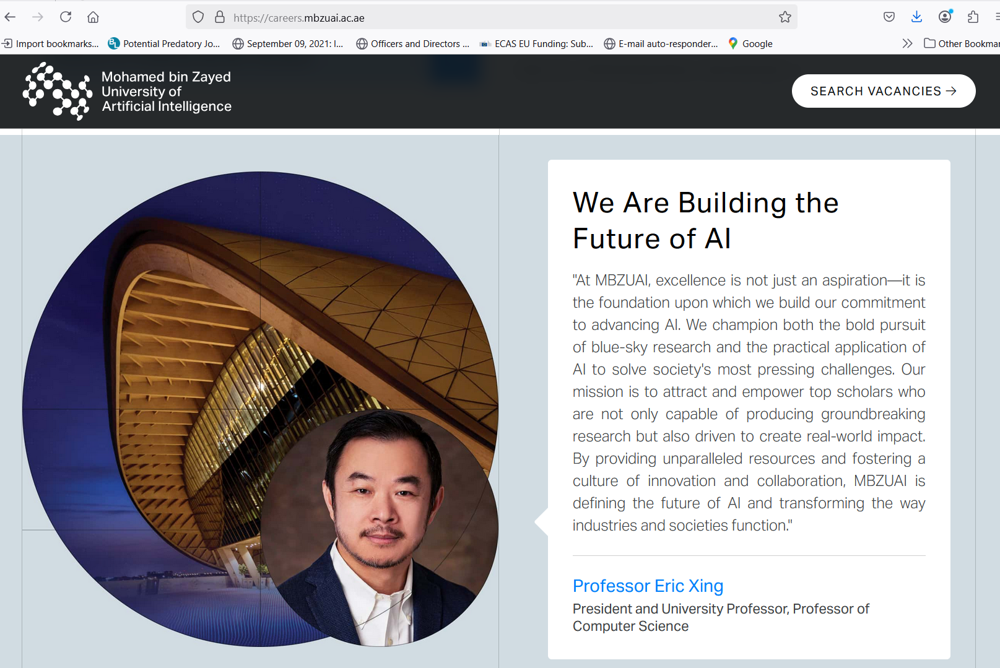 https://careers.mbzuai.ac.ae
Import bookmarks...
Potential Predatory Jo...
September 09, 2021: I...
Officers and Directors ...
ECAS EU Funding: Sub...
E-mail auto-responder...
Google
Other Bookmar
Mohamed bin Zayed
University of
Artificial Intelligence
SEARCH VACANCIES →
We Are Building the
Future of AI
"At MBZUAI, excellence is not just an aspiration—it is
the foundation upon which we build our commitment
to advancing AI. We champion both the bold pursuit
of blue-sky research and the practical application of
AI to solve society's most pressing challenges. Our
mission is to attract and empower top scholars who
are not only capable of producing groundbreaking
research but also driven to create real-world impact.
By providing unparalleled resources and fostering a
culture of innovation and collaboration, MBZUAI is
defining the future of AI and transforming the way
industries and societies function."
Professor Eric Xing
President and University Professor, Professor of
Computer Science